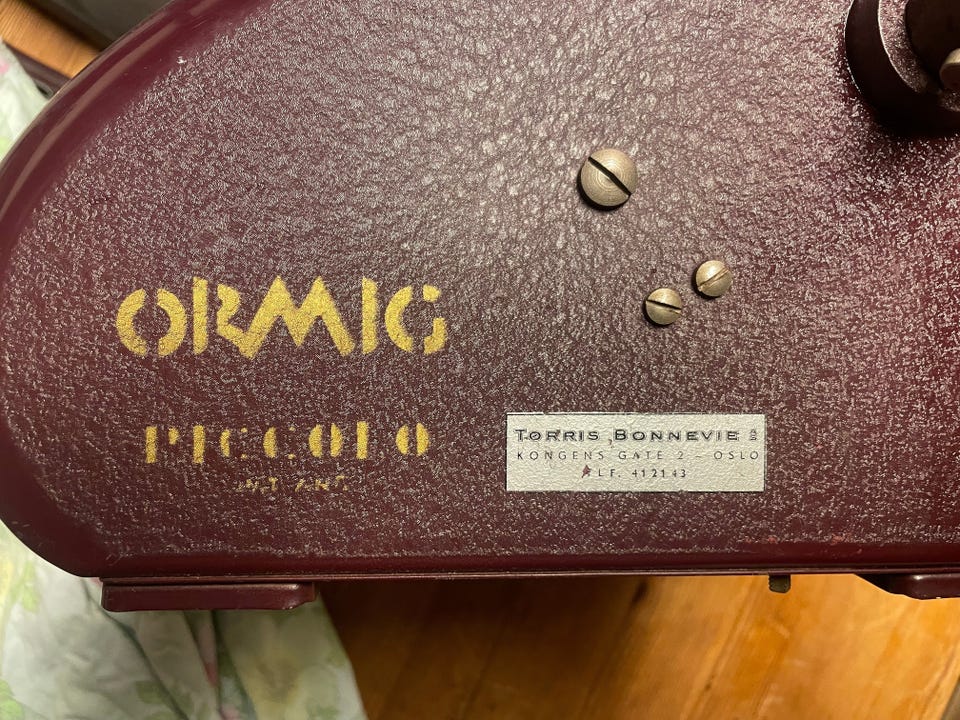 ORMIG
PICCOLO
TORRIS BONNEVIE
KONGENS GATE 2 - OSLO
TLF. 412143